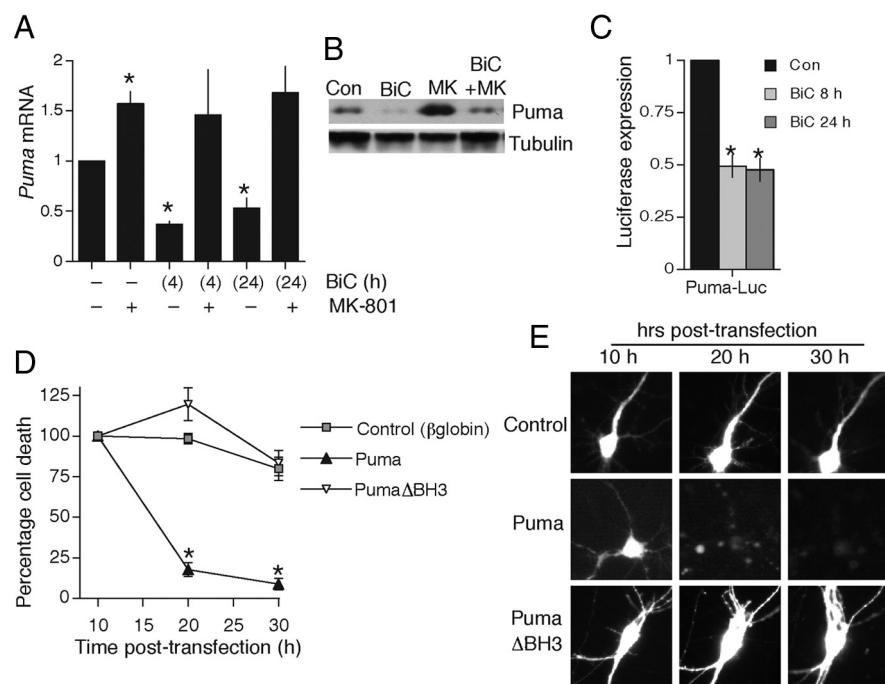 A
Puma mRNA
2
1.5
1
0.5
0
*
*
*
– – (4) (4) (24) (24) BiC (h)
– + – + – + MK-801
B
Con BiC MK BiC +MK
Puma
Tubulin
C
Luciferase expression
1
0.75
0.5
0.25
0
* *
Con
BiC 8 h
BiC 24 h
Puma-Luc
D
Percentage cell death
125
100
75
50
25
0
*
*
10 15 20 25 30
Time post-transfection (h)
Control (βglobin)
Puma
PumaΔBH3
E
hrs post-transfection
10 h 20 h 30 h
Control
Puma
Puma
ΔBH3